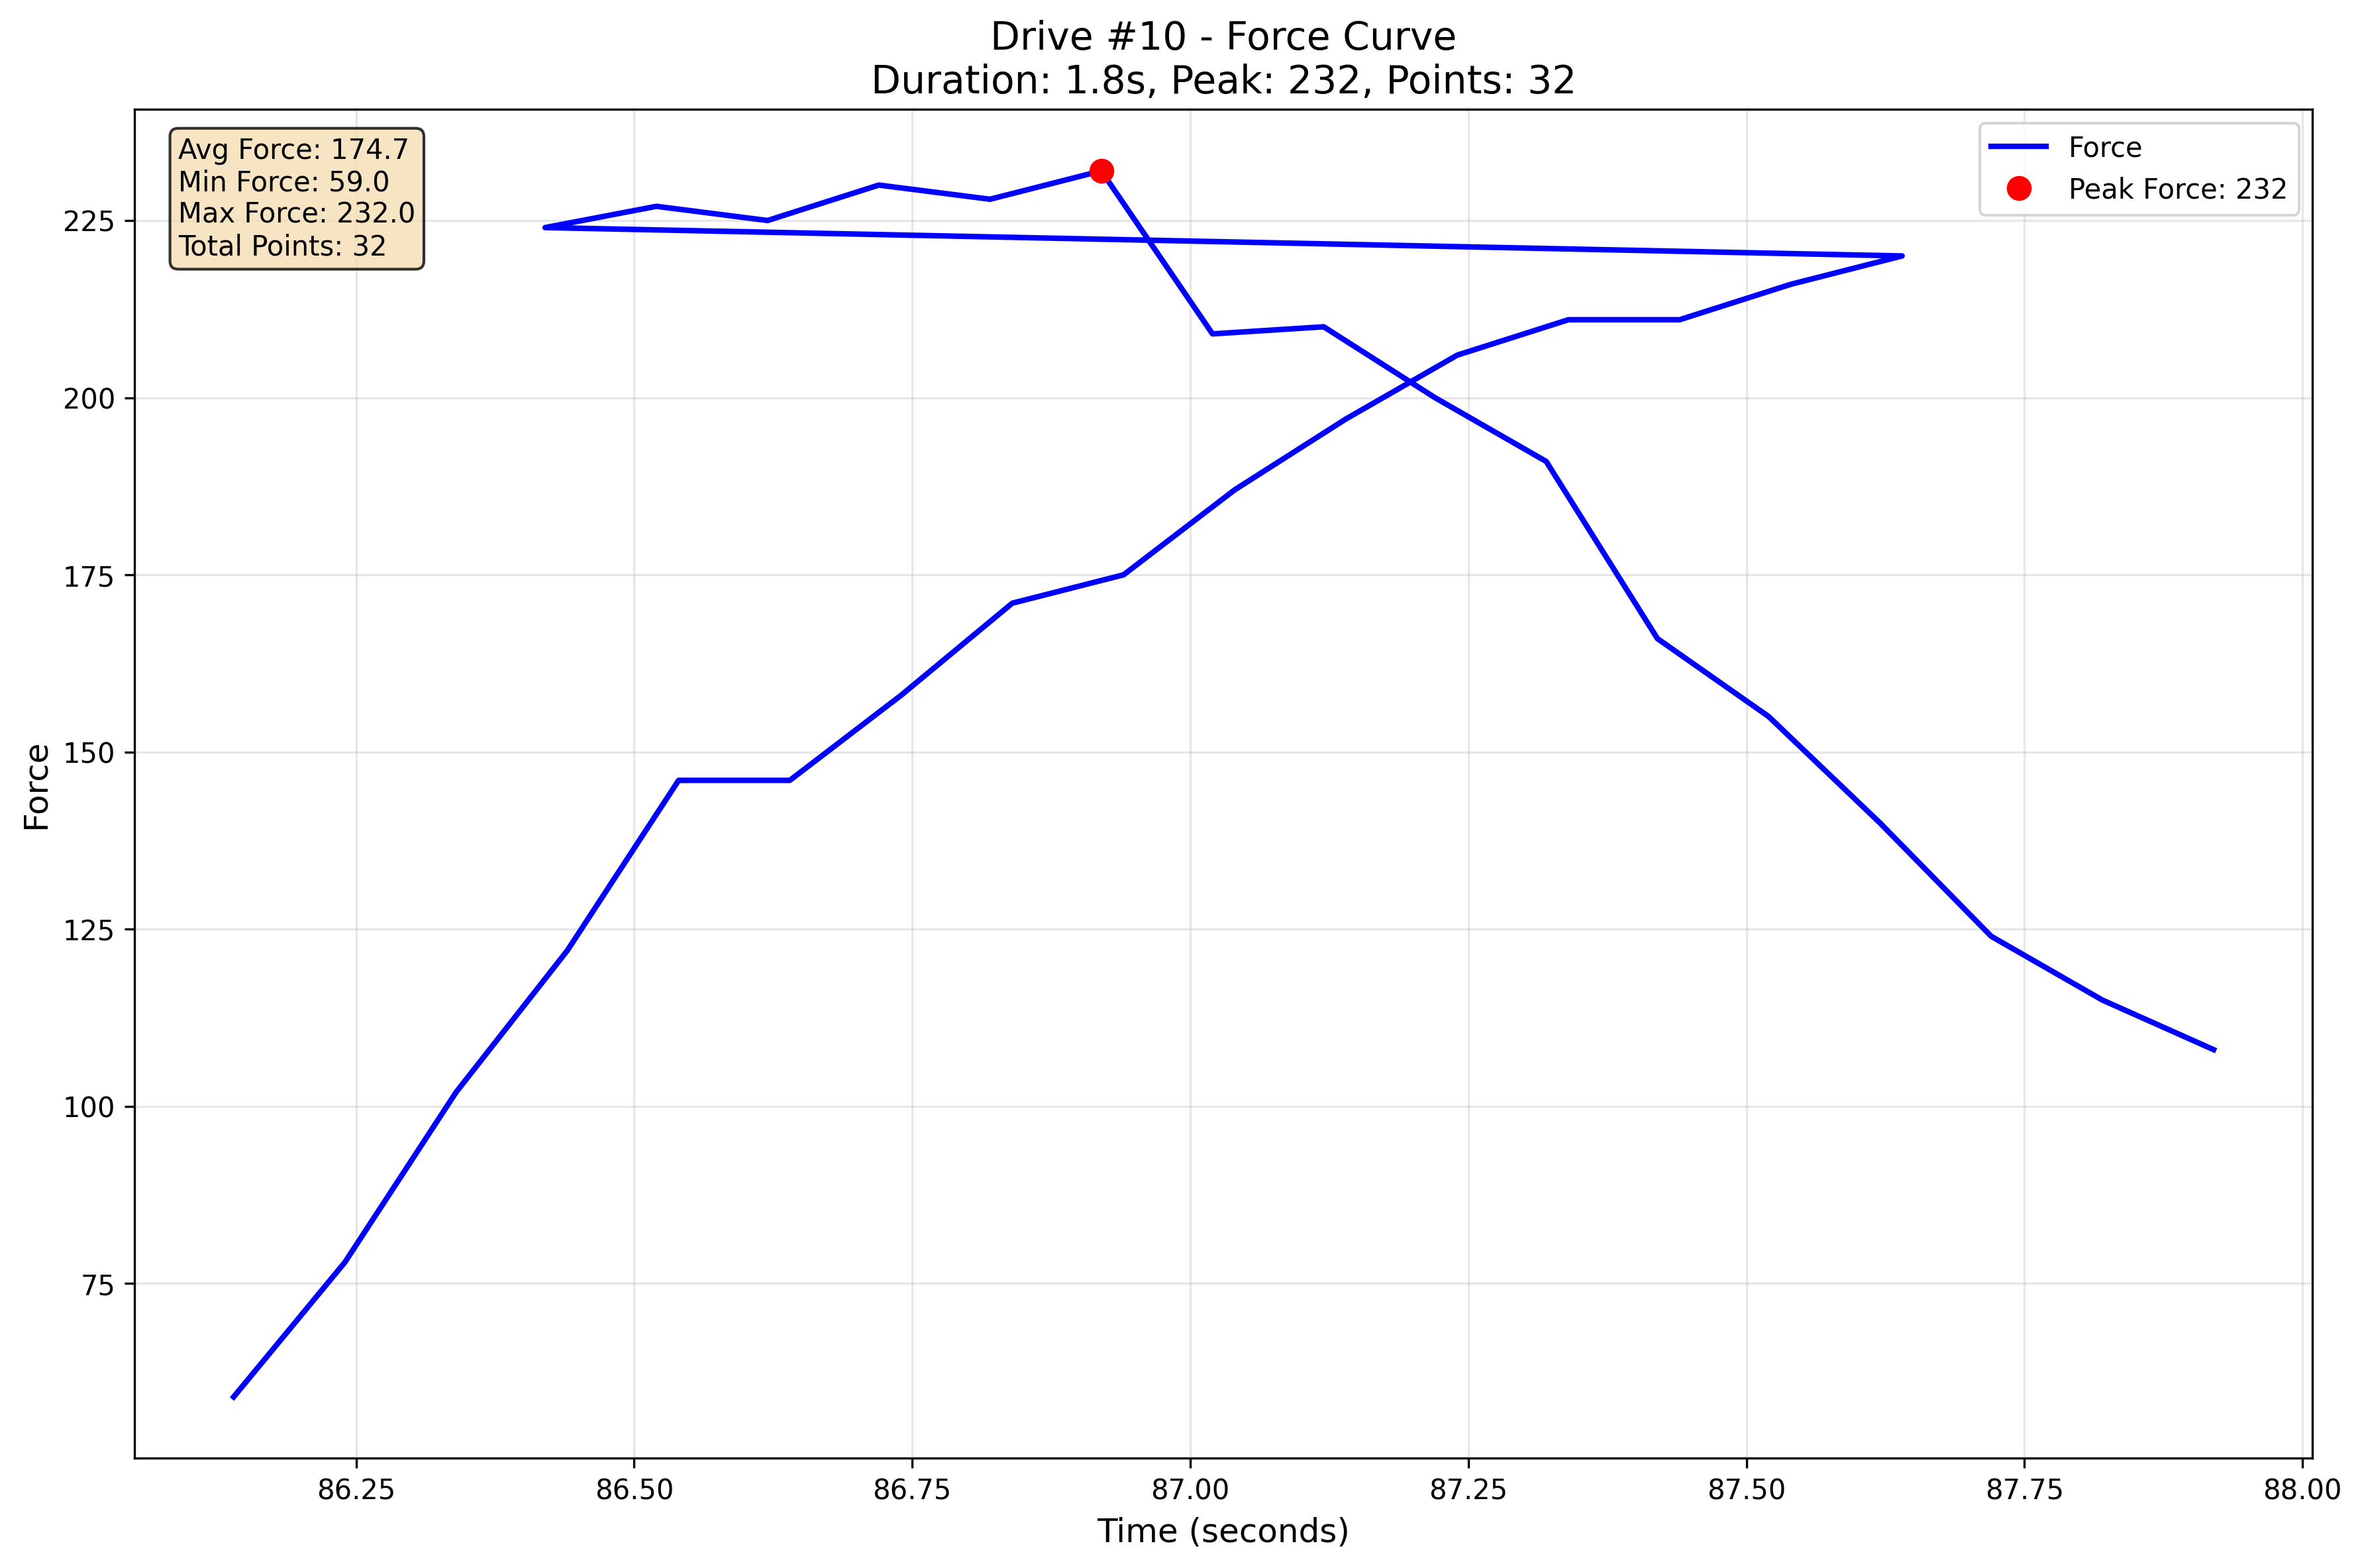 Drive #10 - Force Curve
Duration: 1.8s, Peak: 232, Points: 32
Avg Force: 174.7
Min Force: 59.0
Max Force: 232.0
Total Points: 32
Force
Peak Force: 232
225
200
175
150
125
100
75
Force
86.25 86.50 86.75 87.00 87.25 87.50 87.75 88.00
Time (seconds)